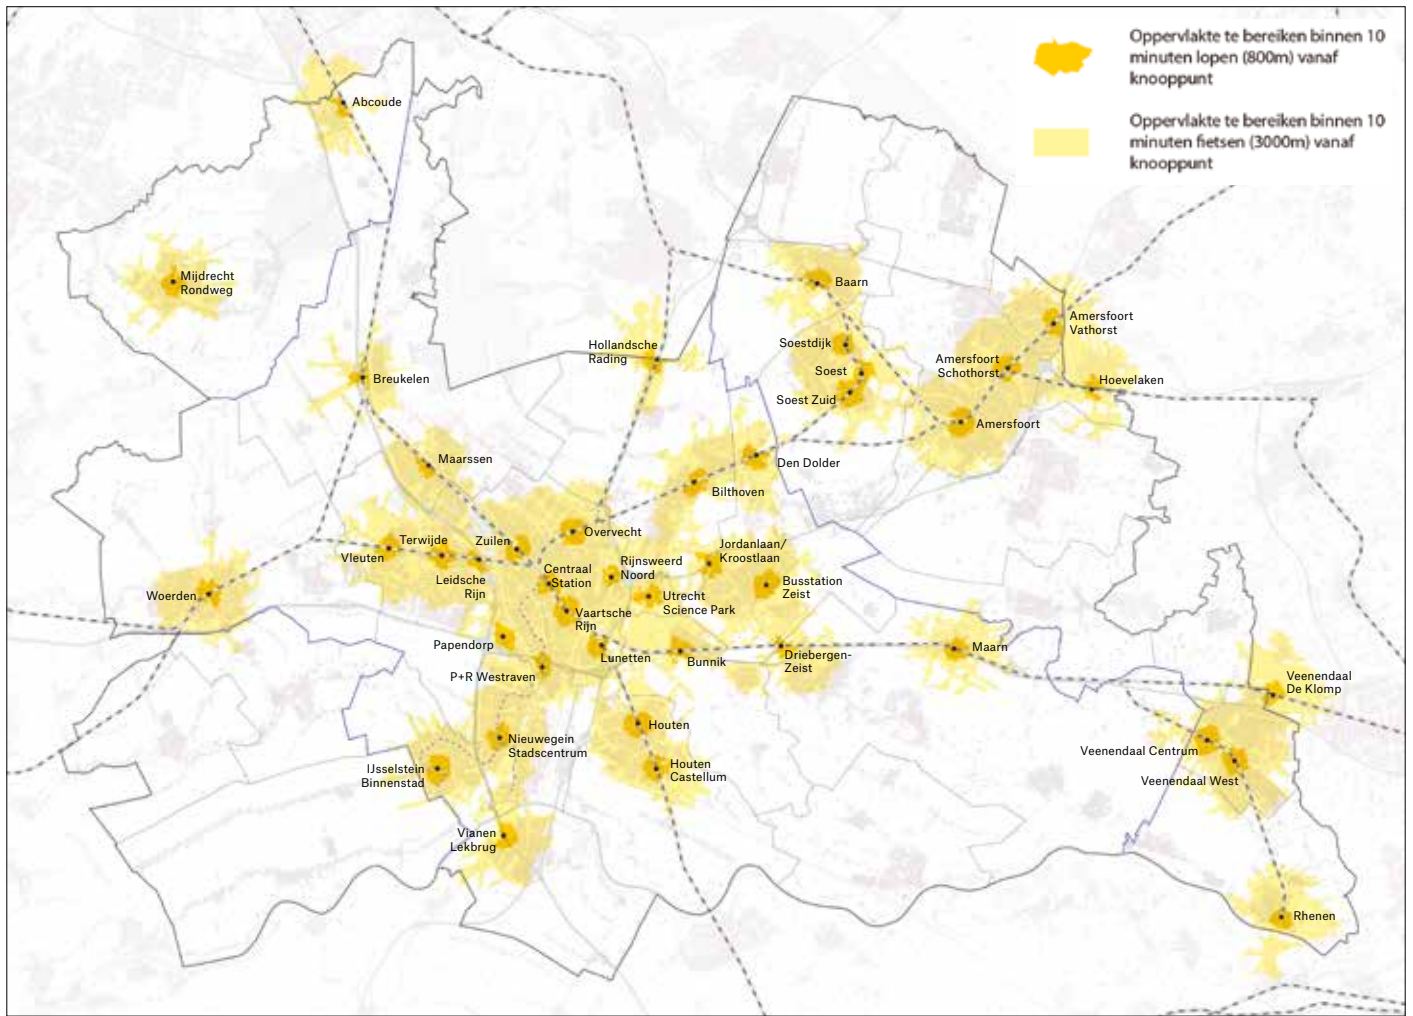 Oppervlakte te bereiken binnen 10
minuten lopen (800m) vanaf
knooppunt
Oppervlakte te bereiken binnen 10
minuten fietsen (3000m) vanaf
knooppunt
Abcoude
Mijdrecht
Rondweg
Baarn
Amersfoort
Vathorst
Hollandsche
Rading
Soestdijk
Soest
Soest Zuid
Amersfoort
Schothorst
Hoevelaken
Breukelen
Amersfoort
Maarssen
Den Dolder
Bilthoven
Overvecht
Zuilen
Terwijde
Vleuten
Leidsche
Rijn
Jordanlaan/
Kroostlaan
Rijnsweerd
Noord
Centraal
Station
Busstation
Zeist
Utrecht
Science Park
Woerden
Vaartsche
Rijn
Papendorp
Lunetten
Bunnik
Driebergen-
Zeist
Maarn
P+R Westraven
Veenendaal
De Klomp
Houten
Nieuwegein
Stadscentrum
Veenendaal Centrum
Veenendaal West
IJsselstein
Binnenstad
Houten
Castellum
Vianen
Lekbrug
Rhenen